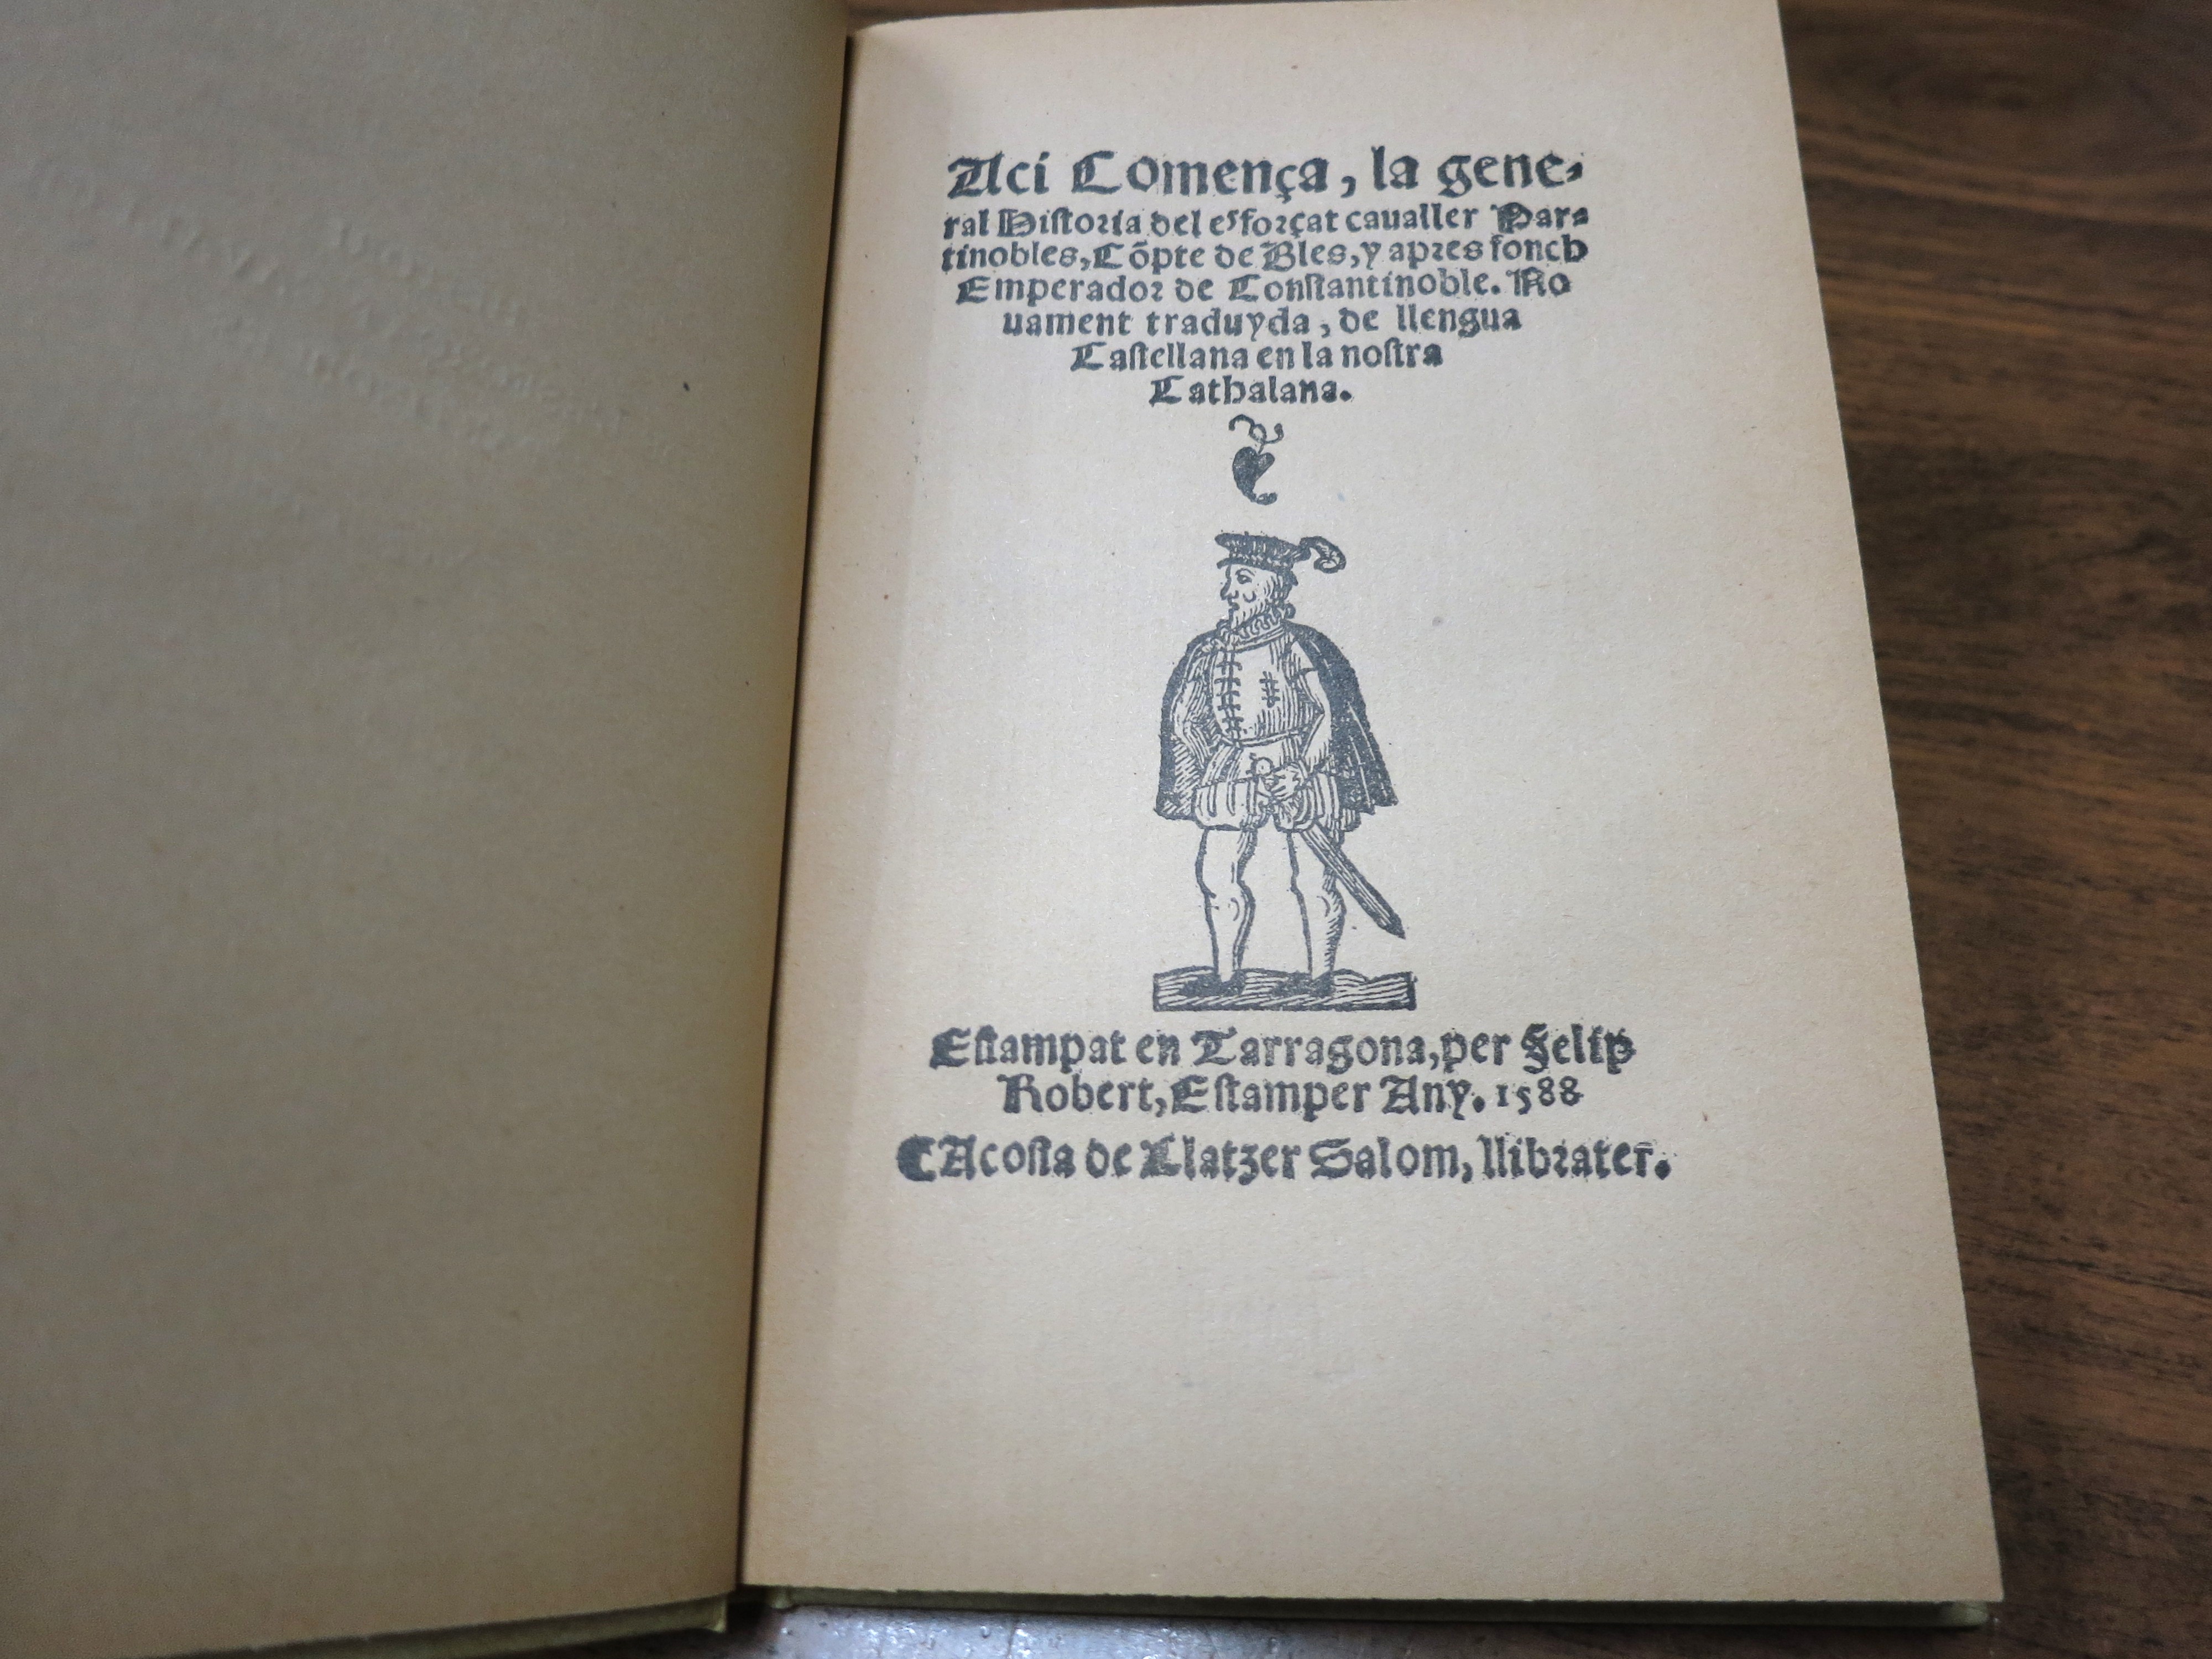 Aci Comença, la gene-
ral Historia del esforçat caualler Par-
tinobles, Cõpte de Bles, y apres fonch
Emperador de Constantinoble. No
uament traduyda, de llengua
Castellana en la nostra
Cathalana.
Estampat en Tarragona, per Felip
Robert, Estamper Any. 1588
Acosta de Llatzer Salom, llibrater.